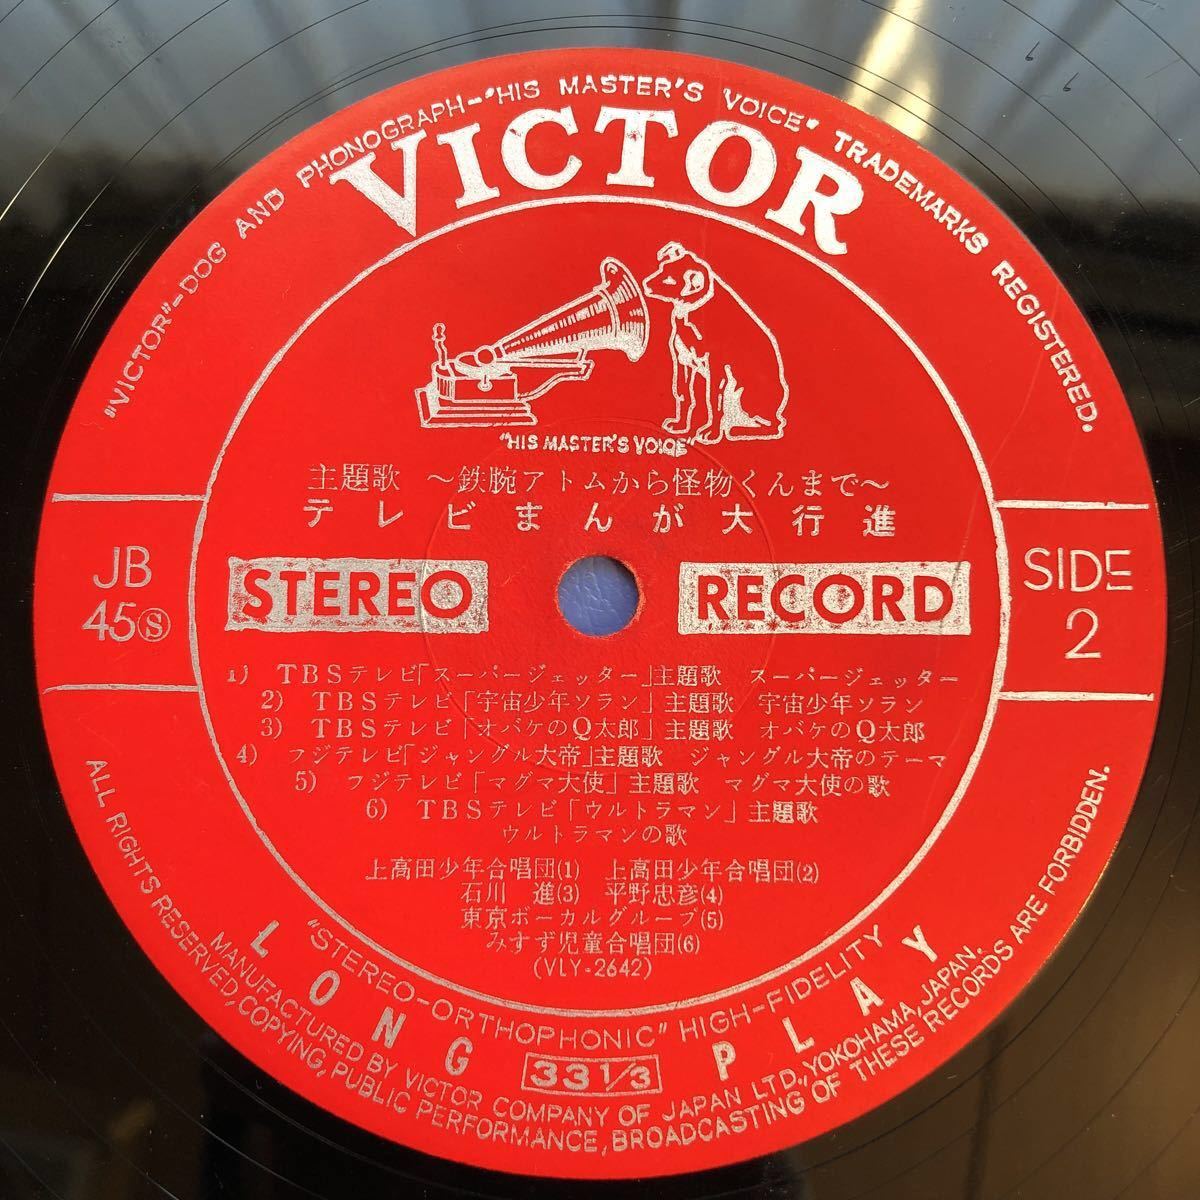 "VICTOR"-DOG AND PHONOGRAPH-"HIS MASTER'S VOICE" TRADEMARKS REGISTERED.
VICTOR
"HIS MASTER'S VOICE"
主題歌 〜鉄腕アトムから怪物くんまで〜
テレビまんが大行進
JB
45Ⓢ
STEREO RECORD
SIDE
2
1) TBSテレビ「スーパージェッター」主題歌 スーパージェッター
2) TBSテレビ「宇宙少年ソラン」主題歌 宇宙少年ソラン
3) TBSテレビ「オバケのQ太郎」主題歌 オバケのQ太郎
4) フジテレビ「ジャングル大帝」主題歌 ジャングル大帝のテーマ
5) フジテレビ「マグマ大使」主題歌 マグマ大使の歌
6) TBSテレビ「ウルトラマン」主題歌
ウルトラマンの歌
上高田少年合唱団(1) 上高田少年合唱団(2)
石川 進(3) 平野忠彦(4)
東京ボーカルグループ(5)
みすず児童合唱団(6)
(VLY-2642)
"STEREO-ORTHOPHONIC" HIGH-FIDELITY
LONG PLAY
33 1/3
MANUFACTURED BY VICTOR COMPANY OF JAPAN LTD., YOKOHAMA, JAPAN.
ALL RIGHTS RESERVED, COPYING, PUBLIC PERFORMANCE, BROADCASTING OF THESE RECORDS ARE FORBIDDEN.